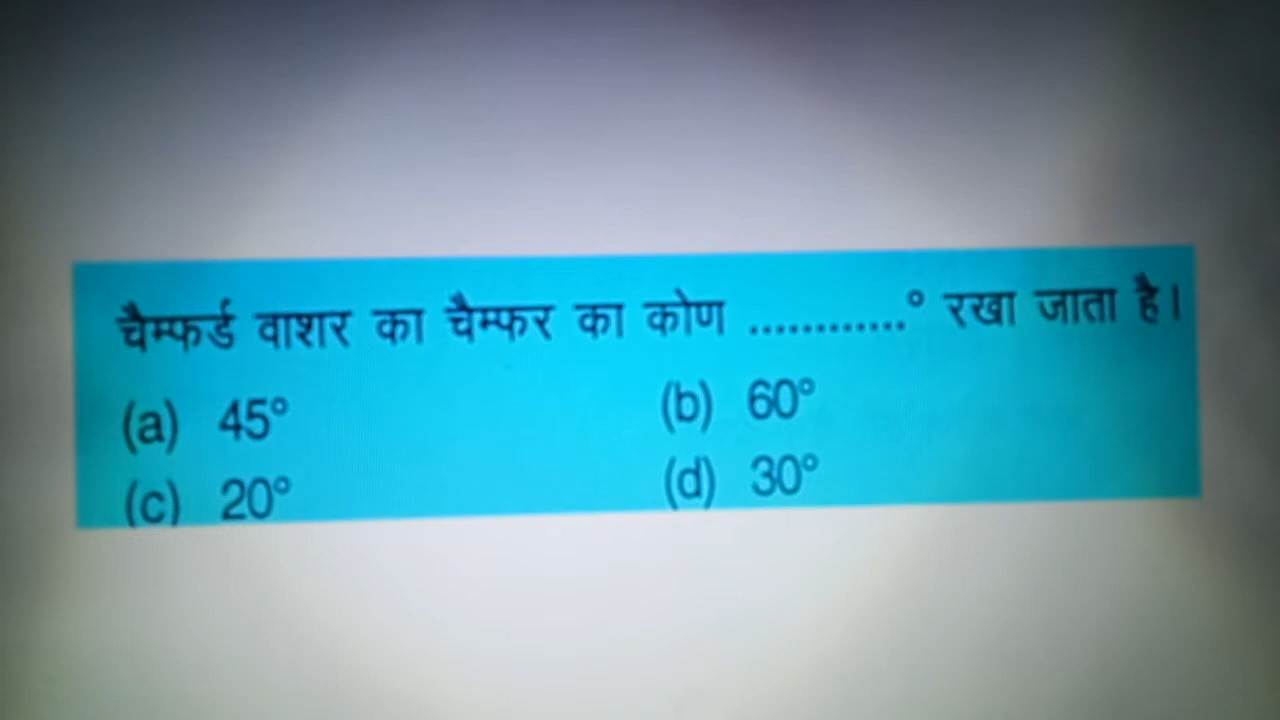 चैम्फर्ड वाशर का चैम्फर का कोण ............° रखा जाता है।
(a) 45° (b) 60°
(c) 20° (d) 30°